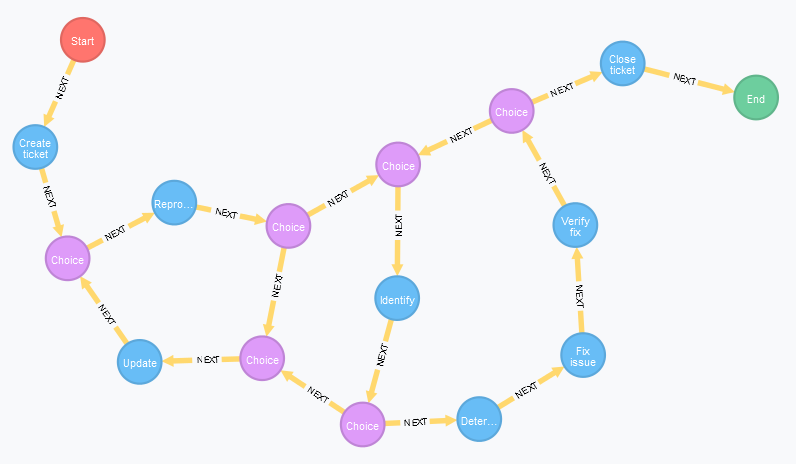 Start
NEXT
Create
ticket
NEXT
Choice
NEXT
Repro...
NEXT
Choice
NEXT
NEXT
Choice
NEXT
Update
NEXT
Choice
NEXT
Identify
NEXT
Choice
NEXT
NEXT
Deter...
NEXT
Fix
issue
NEXT
Verify
fix
NEXT
Choice
NEXT
NEXT
Close
ticket
NEXT
End